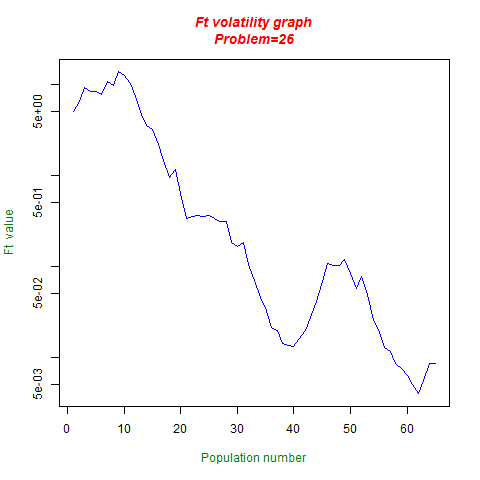 Ft volatility graph
Problem=26
Ft value
5e+00
5e-01
5e-02
5e-03
0 10 20 30 40 50 60
Population number